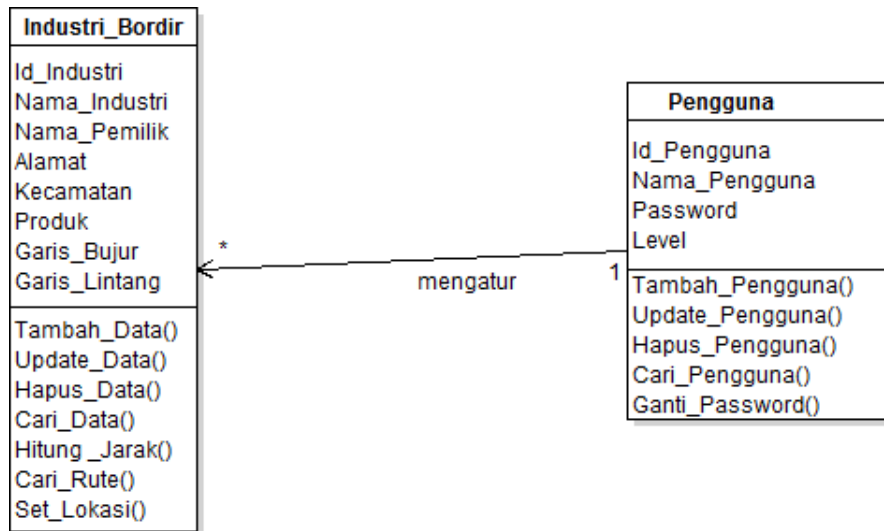 Industri_Bordir
Id_Industri
Nama_Industri
Nama_Pemilik
Alamat
Kecamatan
Produk
Garis_Bujur
Garis_Lintang
Tambah_Data()
Update_Data()
Hapus_Data()
Cari_Data()
Hitung _Jarak()
Cari_Rute()
Set_Lokasi()
*
mengatur
1
Pengguna
Id_Pengguna
Nama_Pengguna
Password
Level
Tambah_Pengguna()
Update_Pengguna()
Hapus_Pengguna()
Cari_Pengguna()
Ganti_Password()